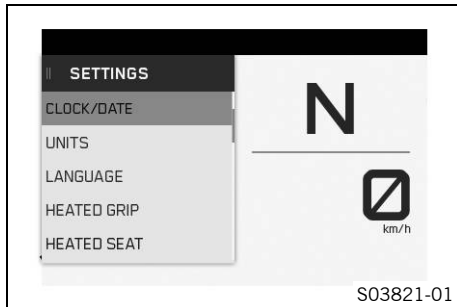 SETTINGS
CLOCK/DATE
UNITS
LANGUAGE
HEATED GRIP
HEATED SEAT
N
0
km/h
S03821-01